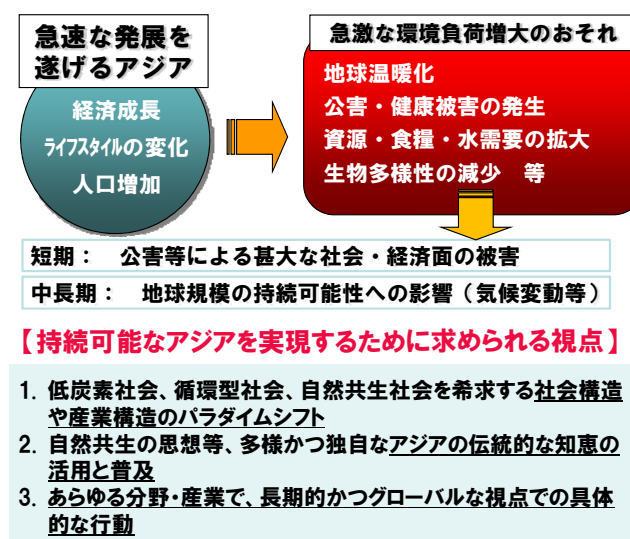 急速な発展を
遂げるアジア
経済成長
ライフスタイルの変化
人口増加
急激な環境負荷増大のおそれ
地球温暖化
公害・健康被害の発生
資源・食糧・水需要の拡大
生物多様性の減少　等
短期：　公害等による甚大な社会・経済面の被害
中長期：　地球規模の持続可能性への影響（気候変動等）
【持続可能なアジアを実現するために求められる視点】
1. 低炭素社会、循環型社会、自然共生社会を希求する社会構造
や産業構造のパラダイムシフト
2. 自然共生の思想等、多様かつ独自なアジアの伝統的な知恵の
活用と普及
3. あらゆる分野・産業で、長期的かつグローバルな視点での具体
的な行動